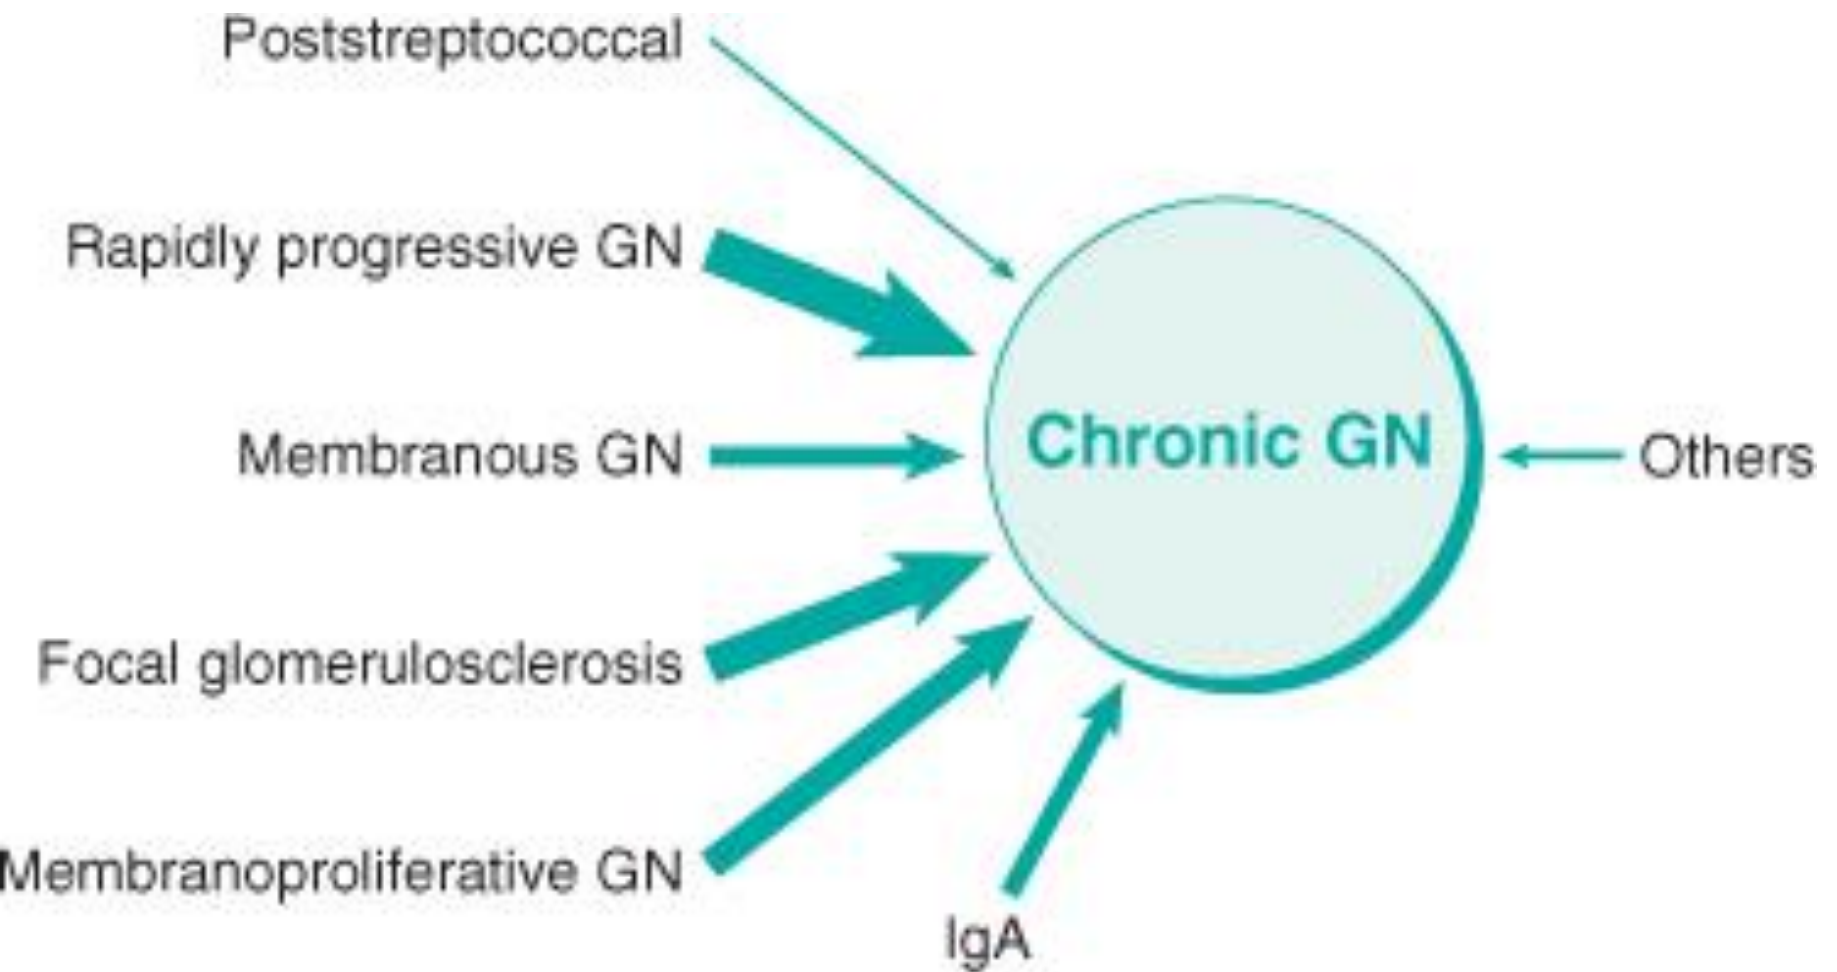 Poststreptococcal
Rapidly progressive GN
Membranous GN
Chronic GN
Others
Focal glomerulosclerosis
Membranoproliferative GN
IgA